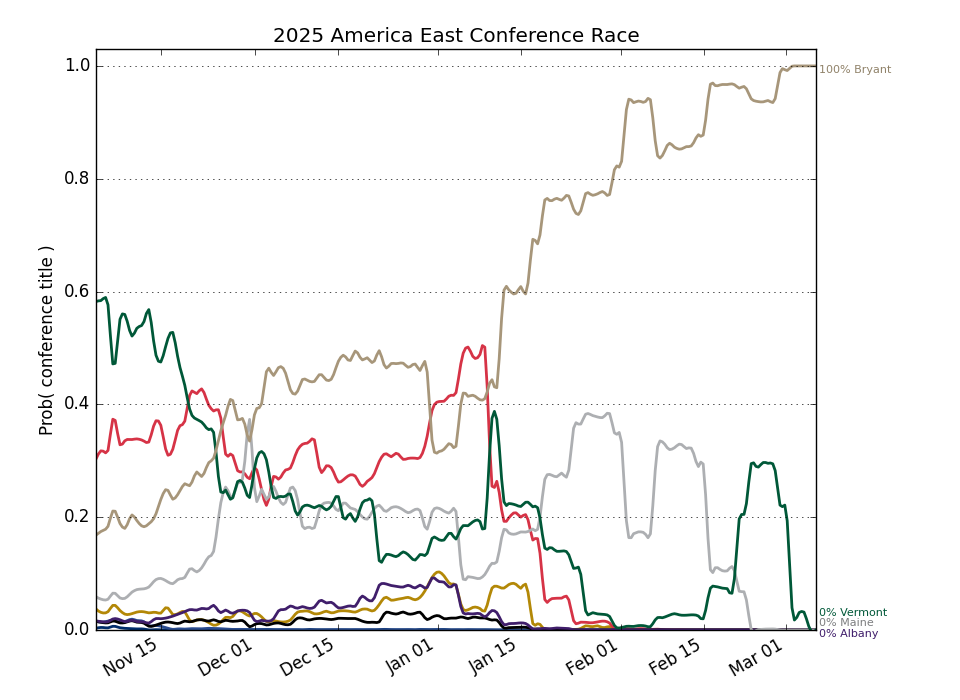 2025 America East Conference Race
Prob( conference title )
1.0
0.8
0.6
0.4
0.2
0.0
100% Bryant
0% Vermont
0% Maine
0% Albany
Nov 15
Dec 01
Dec 15
Jan 01
Jan 15
Feb 01
Feb 15
Mar 01